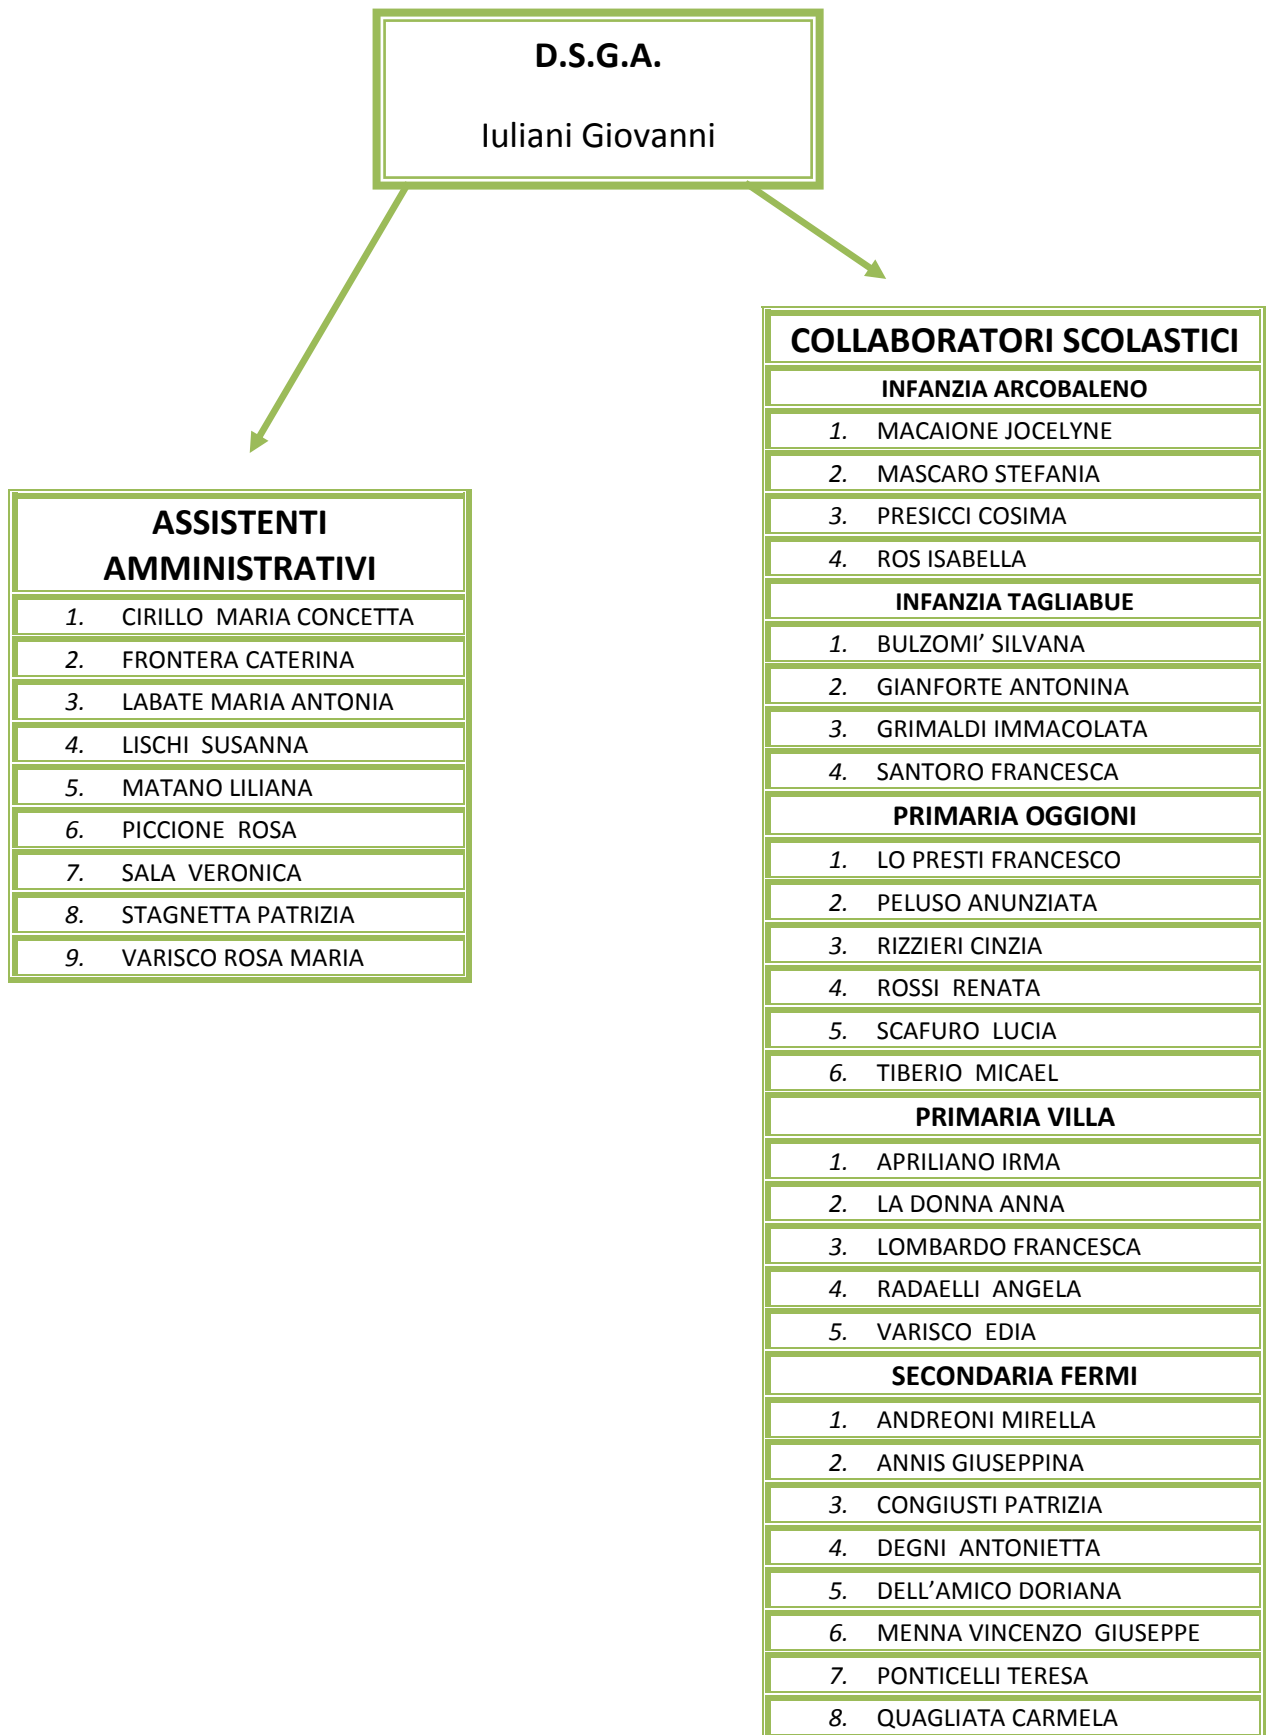 D.S.G.A.
Iuliani Giovanni
ASSISTENTI
AMMINISTRATIVI
1. CIRILLO MARIA CONCETTA
2. FRONTERA CATERINA
3. LABATE MARIA ANTONIA
4. LISCHI SUSANNA
5. MATANO LILIANA
6. PICCIONE ROSA
7. SALA VERONICA
8. STAGNETTA PATRIZIA
9. VARISCO ROSA MARIA
COLLABORATORI SCOLASTICI
INFANZIA ARCOBALENO
1. MACAIONE JOCELYNE
2. MASCARO STEFANIA
3. PRESICCI COSIMA
4. ROS ISABELLA
INFANZIA TAGLIABUE
1. BULZOMI’ SILVANA
2. GIANFORTE ANTONINA
3. GRIMALDI IMMACOLATA
4. SANTORO FRANCESCA
PRIMARIA OGGIONI
1. LO PRESTI FRANCESCO
2. PELUSO ANUNZIATA
3. RIZZIERI CINZIA
4. ROSSI RENATA
5. SCAFURO LUCIA
6. TIBERIO MICAEL
PRIMARIA VILLA
1. APRILIANO IRMA
2. LA DONNA ANNA
3. LOMBARDO FRANCESCA
4. RADAELLI ANGELA
5. VARISCO EDIA
SECONDARIA FERMI
1. ANDREONI MIRELLA
2. ANNIS GIUSEPPINA
3. CONGIUSTI PATRIZIA
4. DEGNI ANTONIETTA
5. DELL’AMICO DORIANA
6. MENNA VINCENZO GIUSEPPE
7. PONTICELLI TERESA
8. QUAGLIATA CARMELA